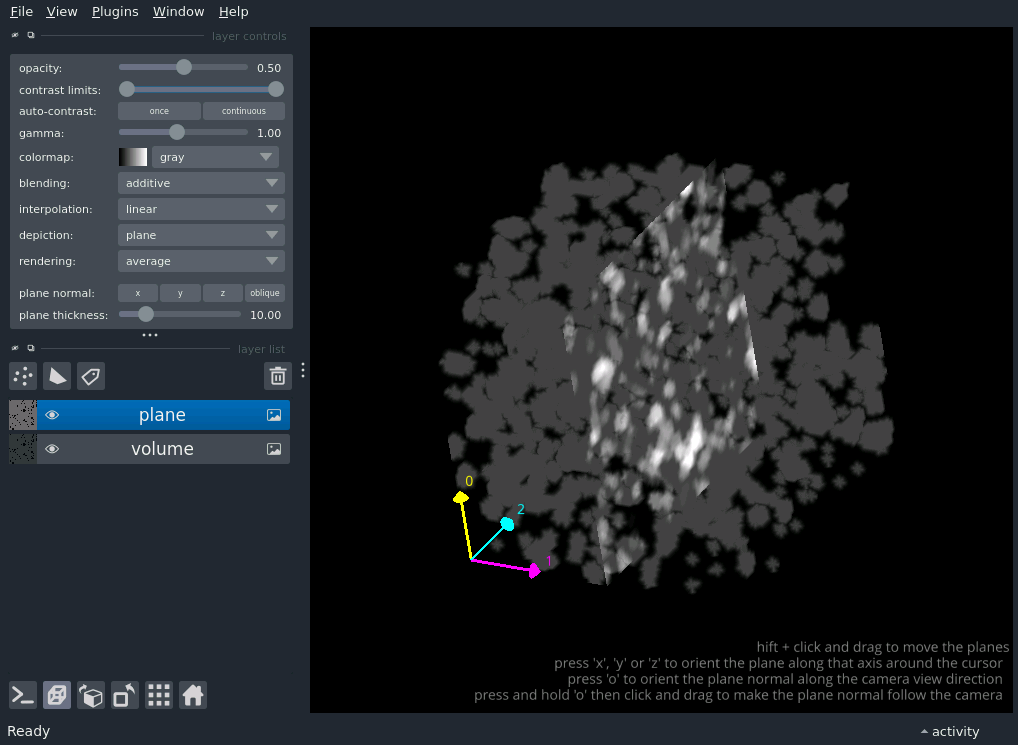 File View Plugins Window Help
layer controls
opacity: 0.50
contrast limits:
auto-contrast: once continuous
gamma: 1.00
colormap: gray
blending: additive
interpolation: linear
depiction: plane
rendering: average
plane normal: x y z oblique
plane thickness: 10.00
layer list
plane
volume
0
2
1
hift + click and drag to move the planes
press 'x', 'y' or 'z' to orient the plane along that axis around the cursor
press 'o' to orient the plane normal along the camera view direction
press and hold 'o' then click and drag to make the plane normal follow the camera
Ready activity